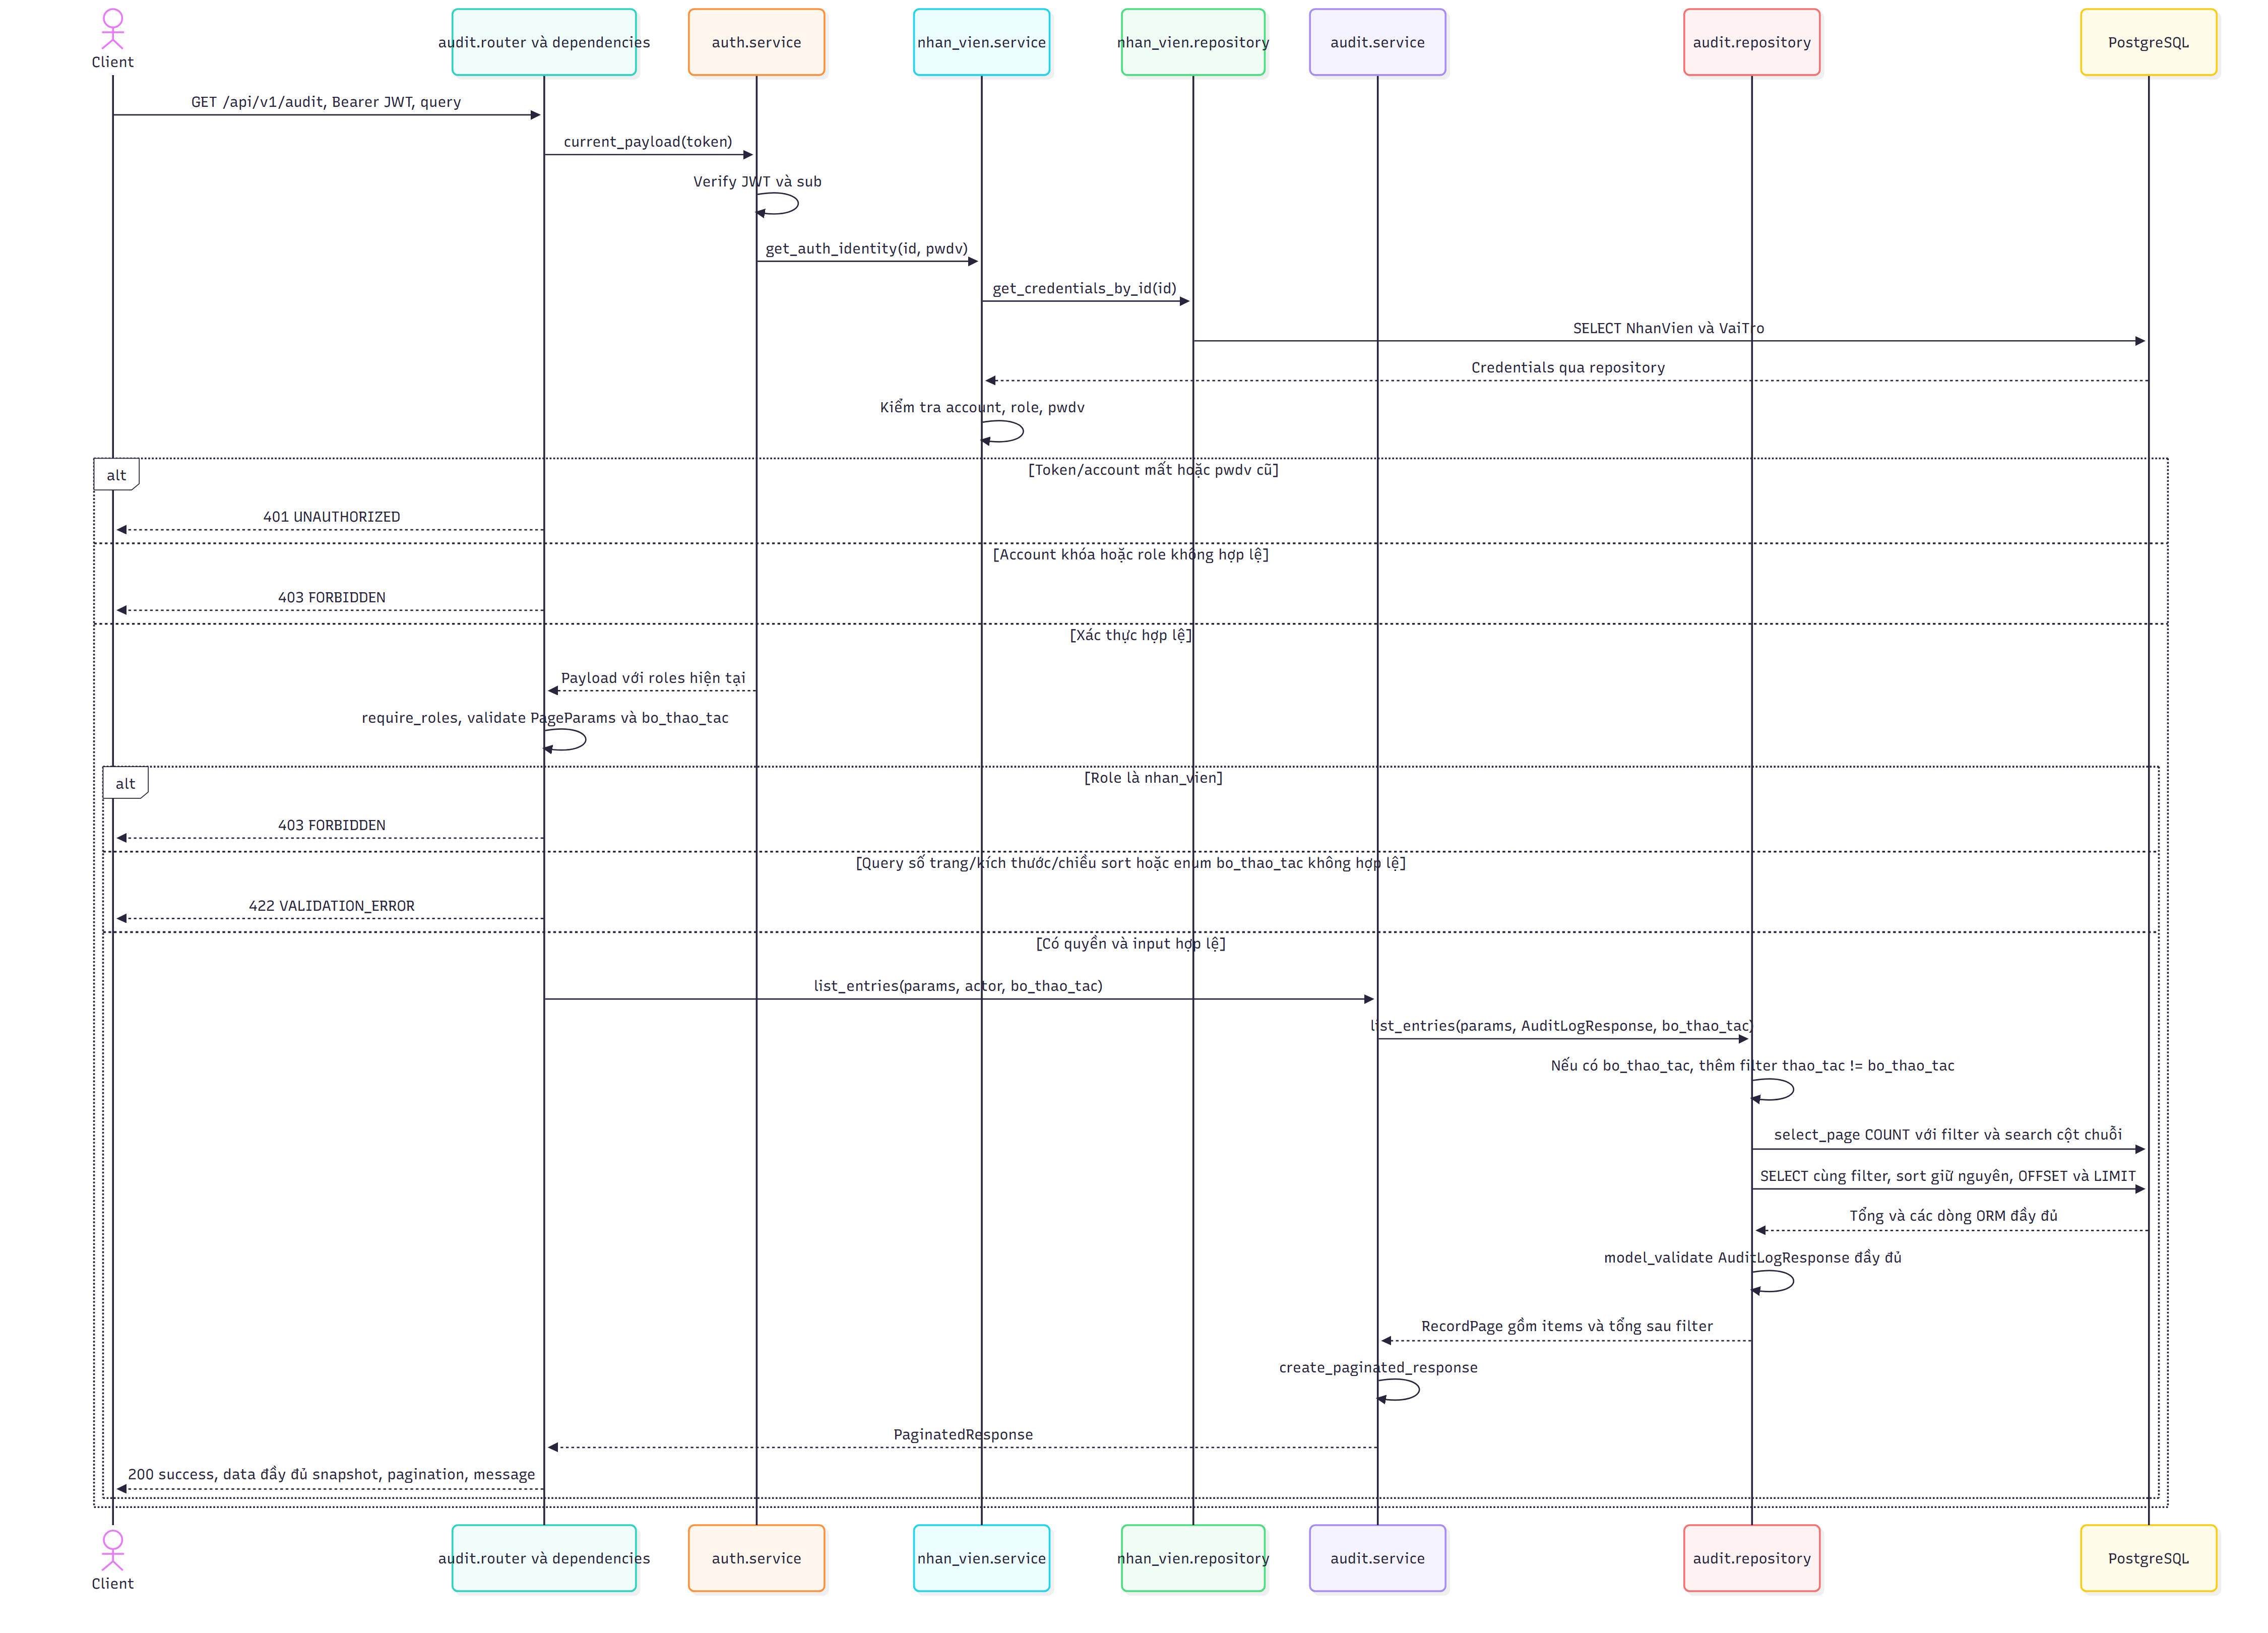 Client
audit.router và dependencies
auth.service
nhan_vien.service
nhan_vien.repository
audit.service
audit.repository
PostgreSQL
GET /api/v1/audit, Bearer JWT, query
current_payload(token)
Verify JWT và sub
get_auth_identity(id, pwdv)
get_credentials_by_id(id)
SELECT NhanVien và VaiTro
Credentials qua repository
Kiểm tra account, role, pwdv
alt
[Token/account mất hoặc pwdv cũ]
401 UNAUTHORIZED
[Account khóa hoặc role không hợp lệ]
403 FORBIDDEN
[Xác thực hợp lệ]
Payload với roles hiện tại
require_roles, validate PageParams và bo_thao_tac
alt
[Role là nhan_vien]
403 FORBIDDEN
[Query số trang/kích thước/chiều sort hoặc enum bo_thao_tac không hợp lệ]
422 VALIDATION_ERROR
[Có quyền và input hợp lệ]
list_entries(params, actor, bo_thao_tac)
list_entries(params, AuditLogResponse, bo_thao_tac)
Nếu có bo_thao_tac, thêm filter thao_tac != bo_thao_tac
select_page COUNT với filter và search cột chuỗi
SELECT cùng filter, sort giữ nguyên, OFFSET và LIMIT
Tổng và các dòng ORM đầy đủ
model_validate AuditLogResponse đầy đủ
RecordPage gồm items và tổng sau filter
create_paginated_response
PaginatedResponse
200 success, data đầy đủ snapshot, pagination, message
Client
audit.router và dependencies
auth.service
nhan_vien.service
nhan_vien.repository
audit.service
audit.repository
PostgreSQL